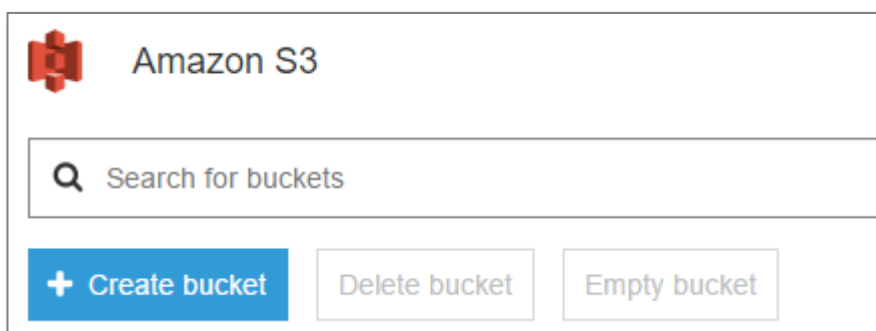 Amazon S3
Search for buckets
Create bucket Delete bucket Empty bucket